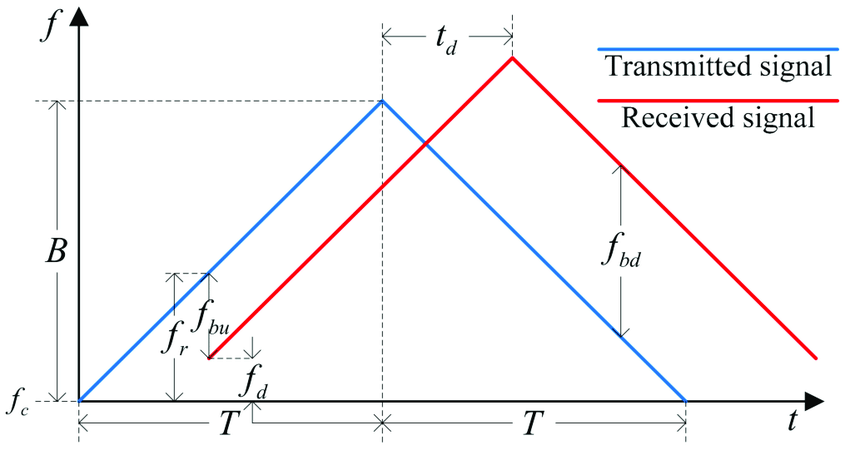 f
t_d
Transmitted signal
Received signal
B
f_bd
f_bu
f_r
f_d
f_c
T
T
t